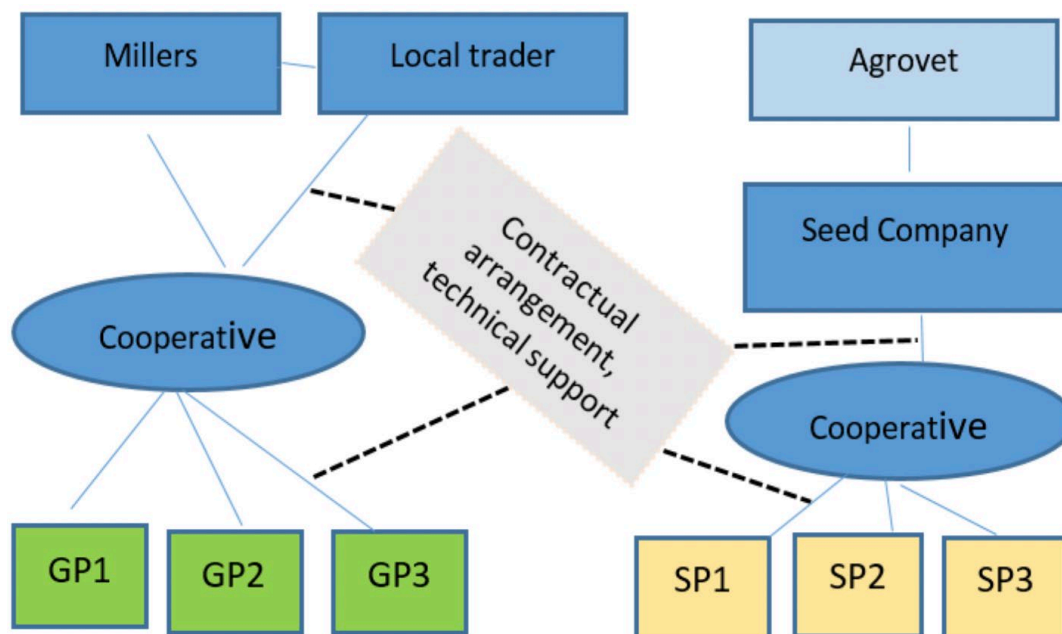 Millers
Local trader
Agrovet
Seed Company
Contractual
arrangement,
technical support
Cooperative
Cooperative
GP1
GP2
GP3
SP1
SP2
SP3